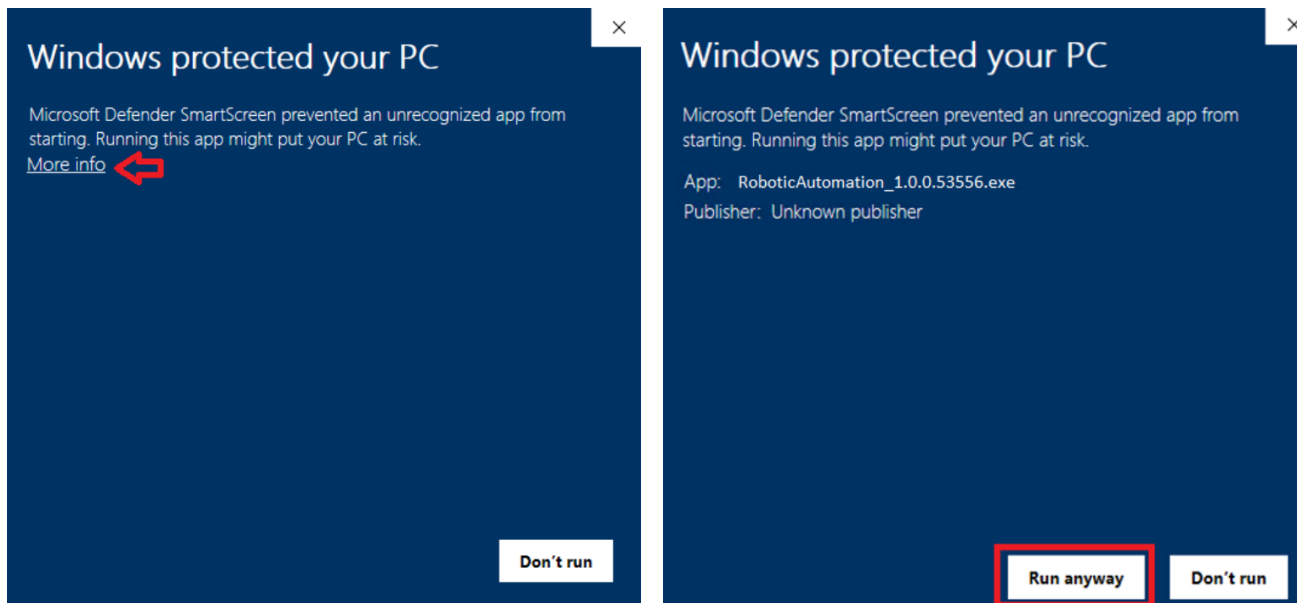 Windows protected your PC
Microsoft Defender SmartScreen prevented an unrecognized app from
starting. Running this app might put your PC at risk.
More info
Don't run
Windows protected your PC
Microsoft Defender SmartScreen prevented an unrecognized app from
starting. Running this app might put your PC at risk.
App: RoboticAutomation_1.0.0.53556.exe
Publisher: Unknown publisher
Run anyway Don't run